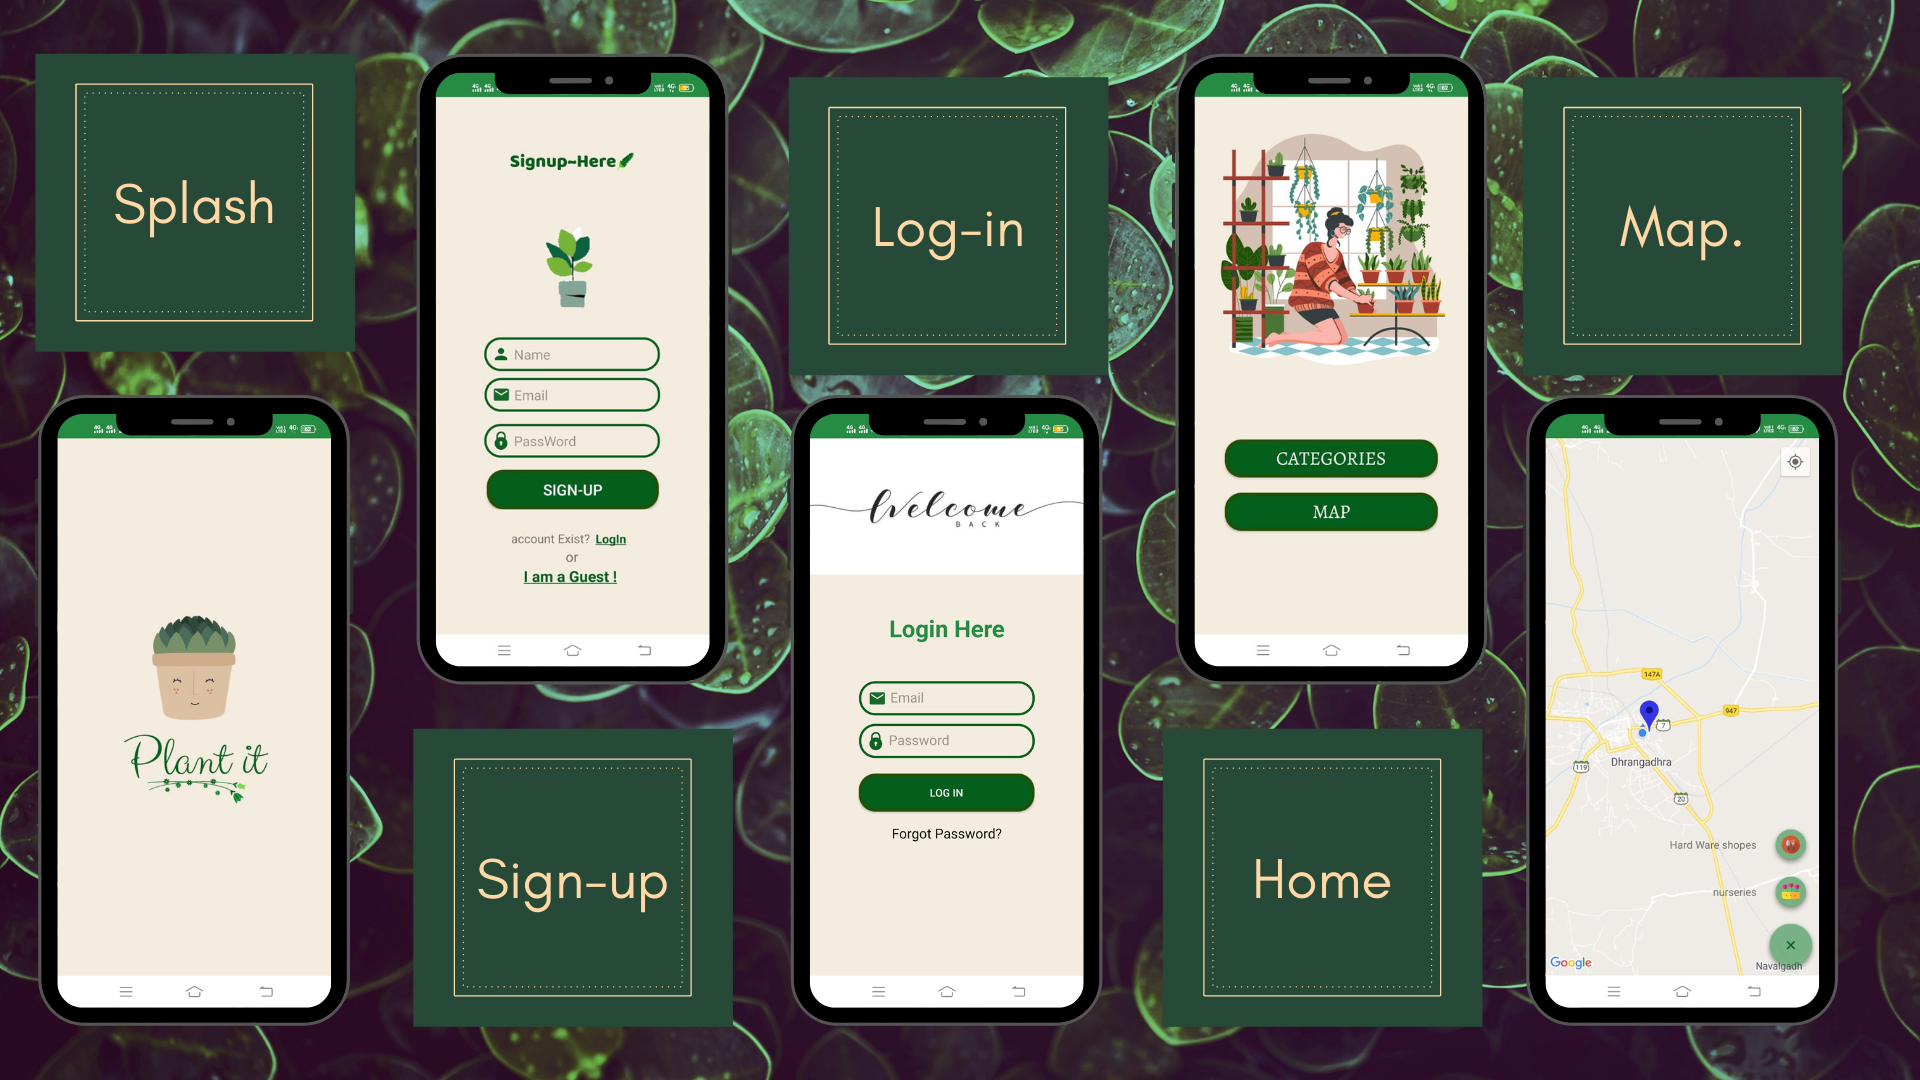 Splash
Plant it
Signup~Here
Name
Email
PassWord
SIGN-UP
account Exist? LogIn
or
I am a Guest !
Sign-up
Log-in
Welcome
BACK
Login Here
Email
Password
LOG IN
Forgot Password?
CATEGORIES
MAP
Home
Map.
147A
947
7
Dhrangadhra
119
20
Hard Ware shopes
nurseries
Navalgadh
Google